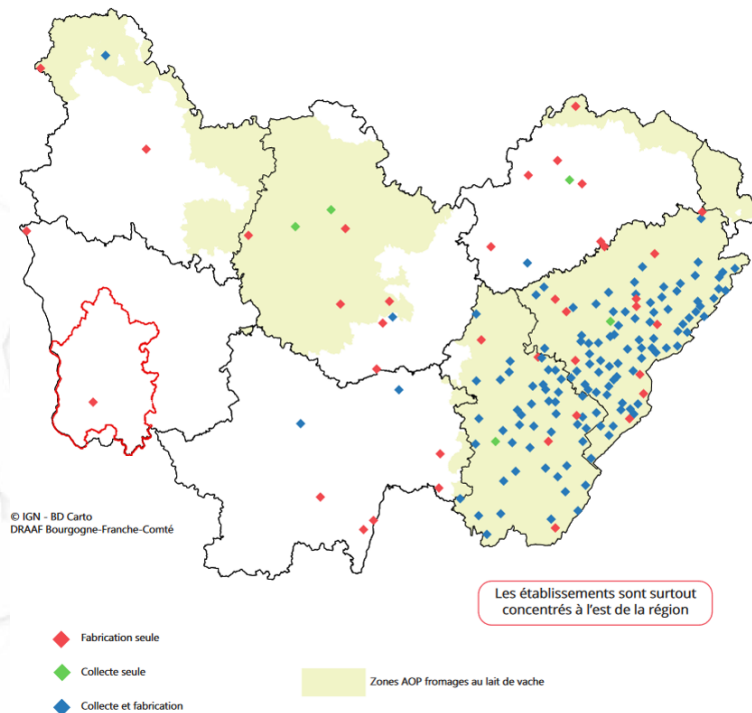 © IGN - BD Carto
DRAAF Bourgogne-Franche-Comté
Les établissements sont surtout
concentrés à l'est de la région
Fabrication seule
Collecte seule
Zones AOP fromages au lait de vache
Collecte et fabrication